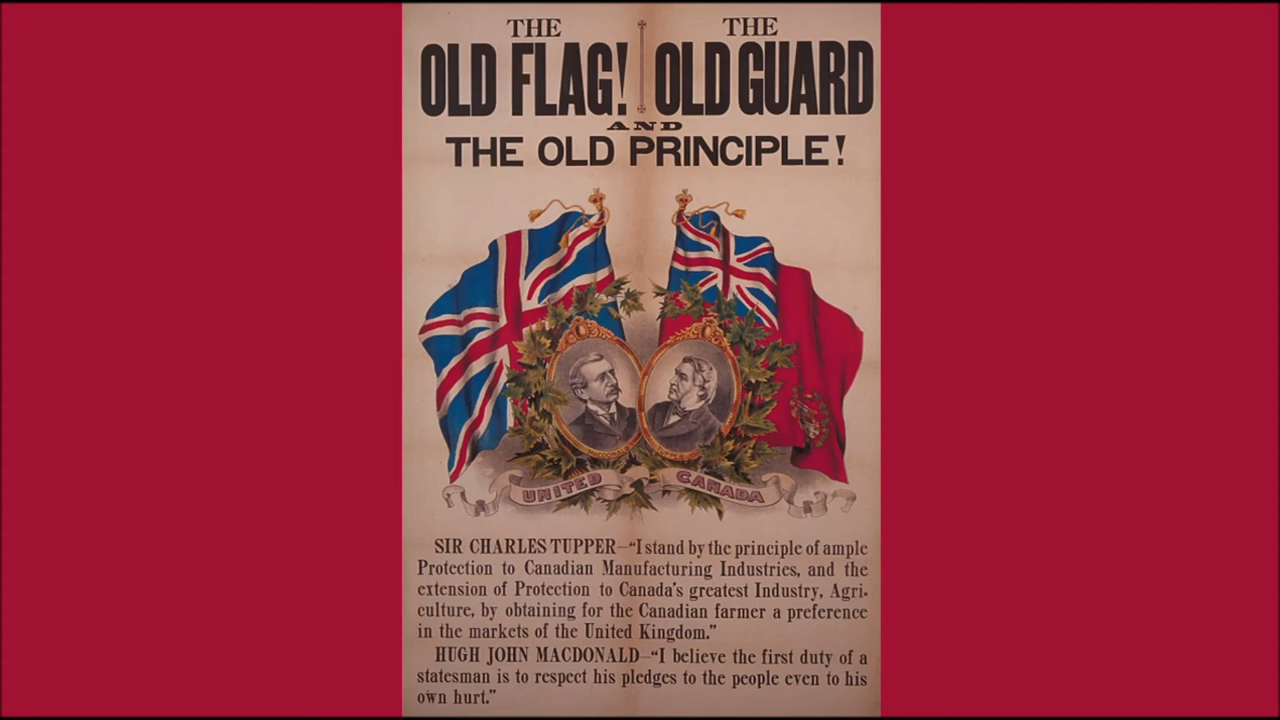 THE
OLD FLAG!
THE
OLD GUARD
AND
THE OLD PRINCIPLE!
UNITED CANADA
SIR CHARLES TUPPER—“I stand by the principle of ample
Protection to Canadian Manufacturing Industries, and the
extension of Protection to Canada's greatest Industry, Agri-
culture, by obtaining for the Canadian farmer a preference
in the markets of the United Kingdom.”
HUGH JOHN MACDONALD—“I believe the first duty of a
statesman is to respect his pledges to the people even to his
own hurt.”